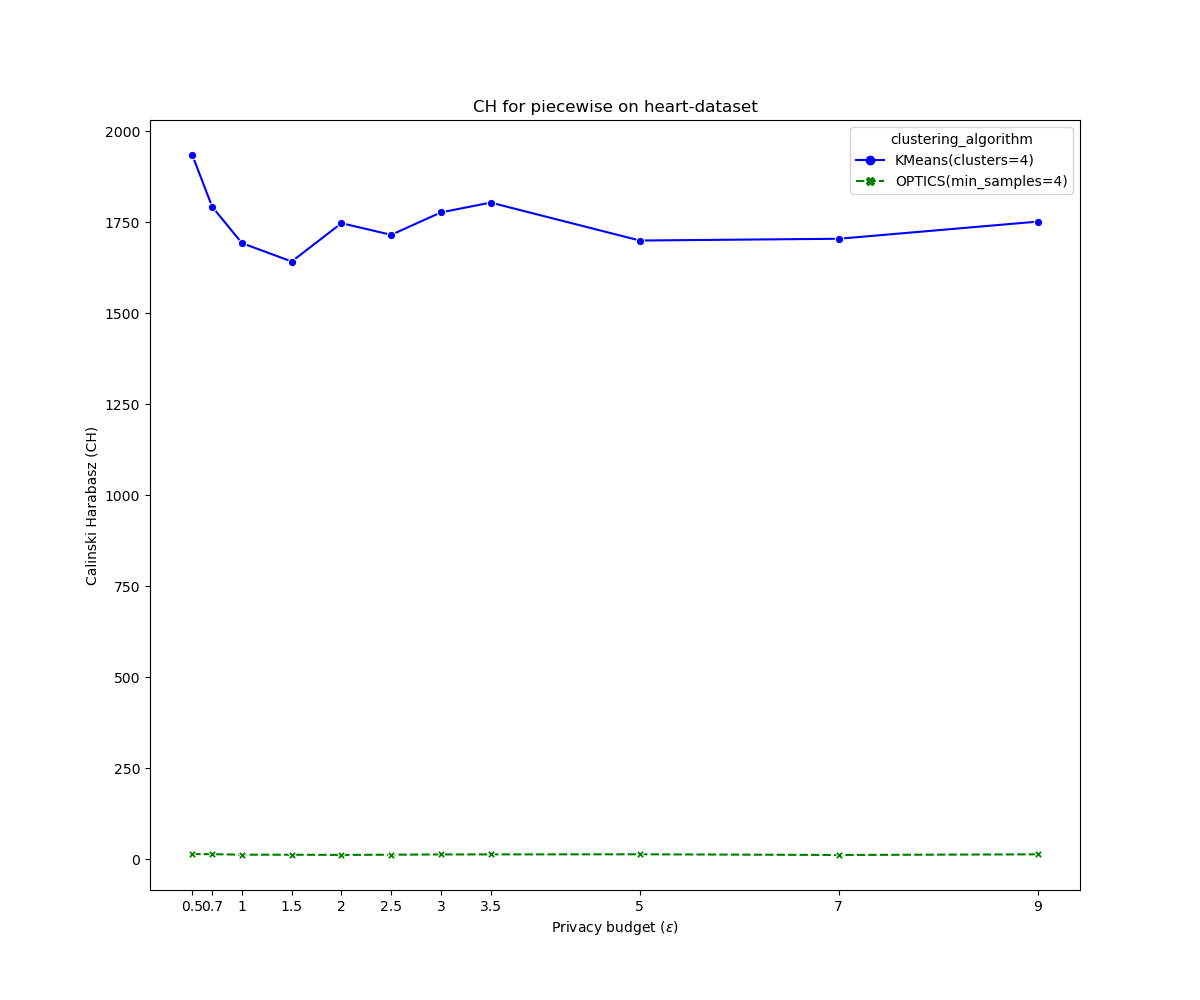 CH for piecewise on heart-dataset
clustering_algorithm
KMeans(clusters=4)
OPTICS(min_samples=4)
Calinski Harabasz (CH)
2000
1750
1500
1250
1000
750
500
250
0
0.5 0.7 1 1.5 2 2.5 3 3.5 5 7 9
Privacy budget (ε)